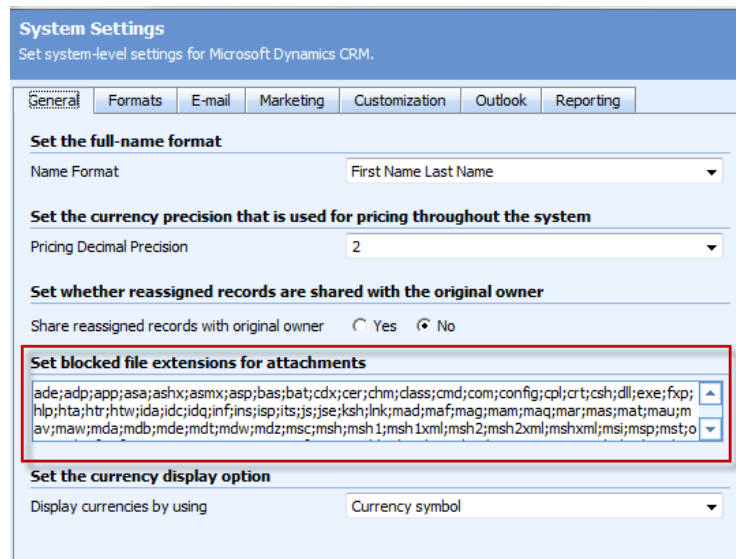 System Settings
Set system-level settings for Microsoft Dynamics CRM.
General Formats E-mail Marketing Customization Outlook Reporting
Set the full-name format
Name Format First Name Last Name
Set the currency precision that is used for pricing throughout the system
Pricing Decimal Precision 2
Set whether reassigned records are shared with the original owner
Share reassigned records with original owner Yes No
Set blocked file extensions for attachments
ade;adp;app;asa;ashx;asmx;asp;bas;bat;cdx;cer;chm;class;cmd;com;config;cpl;crt;csh;dll;exe;fxp;
hlp;hta;htr;htw;ida;idc;idq;inf;ins;isp;its;js;jse;ksh;lnk;mad;maf;mag;mam;maq;mar;mas;mat;mau;m
av;maw;mda;mdb;mde;mdt;mdw;mdz;msc;msh;msh1;msh1xml;msh2;msh2xml;mshxml;msi;msp;mst;o
Set the currency display option
Display currencies by using Currency symbol